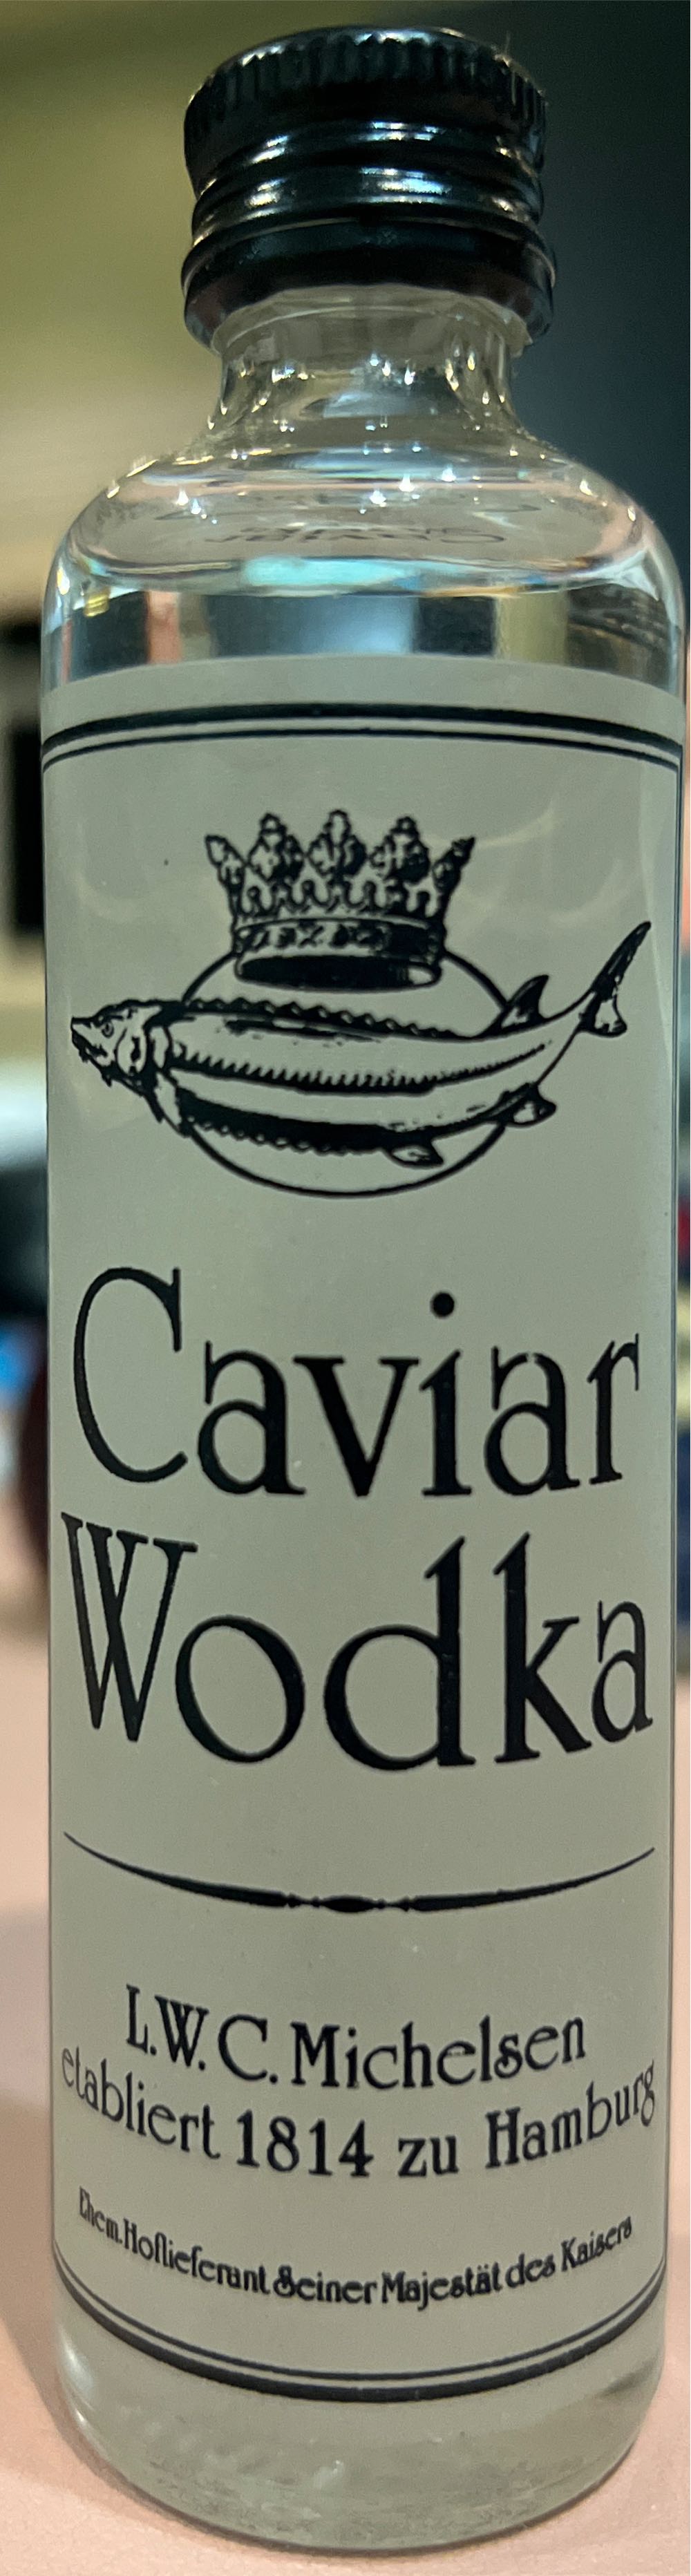 Caviar
Wodka
L.W.C. Michelsen
etabliert 1814 zu Hamburg
Ehem. Hoflieferant Seiner Majestät des Kaisers